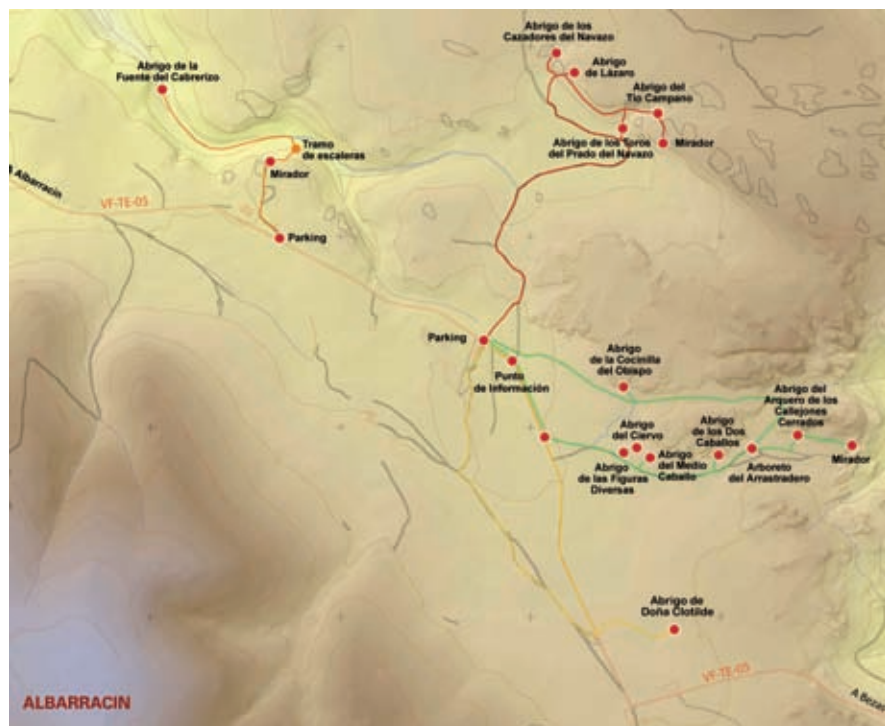 Abrigo de los
Cazadores del Navazo
Abrigo de la
Fuente del Cabrerizo
Abrigo
de Lázaro
Abrigo del
Tío Campano
Tramo
de escaleras
Abrigo de los Toros
del Prado del Navazo
Mirador
Mirador
Albarracín
VF-TE-05
Parking
Parking
Punto
de Información
Abrigo
de la Cocinilla
del Obispo
Abrigo del
Arquero de los
Callejones
Cerrados
Abrigo
del Ciervo
Abrigo
de los Dos
Caballos
Abrigo
de las Figuras
Diversas
Abrigo
del Medio
Caballo
Arboreto
del Arrastradero
Mirador
Abrigo de
Doña Clotilde
VF-TE-05
ALBARRACIN